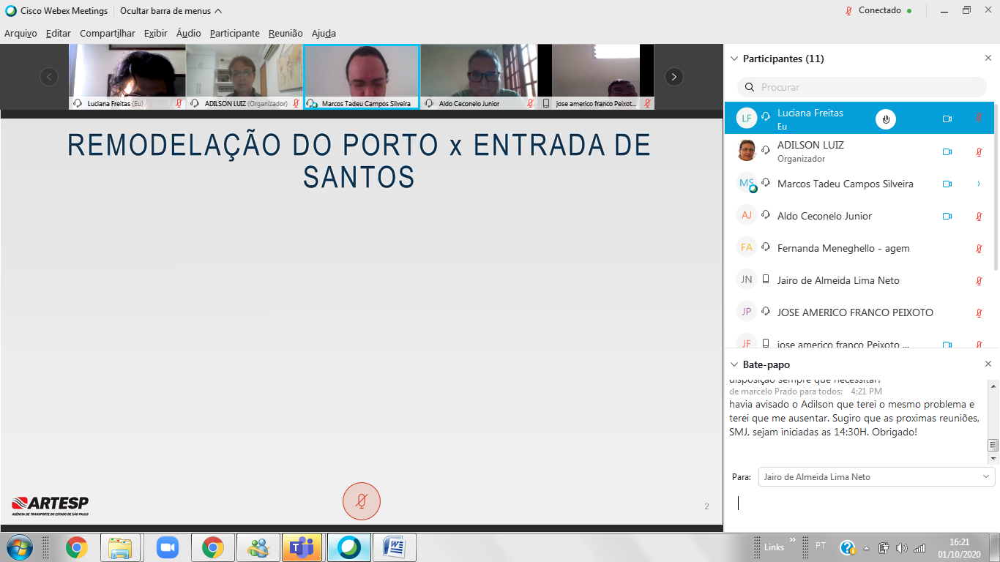 Cisco Webex Meetings
Ocultar barra de menus
Conectado
Arquivo Editar Compartilhar Exibir Áudio Participante Reunião Ajuda
Luciana Freitas (Eu)
ADILSON LUIZ (Organizador)
Marcos Tadeu Campos Silveira
Aldo Ceconelo Junior
jose americo franco Peixot...
REMODELAÇÃO DO PORTO x ENTRADA DE
SANTOS
ARTESP
AGÊNCIA DE TRANSPORTE DO ESTADO DE SÃO PAULO
2
Participantes (11)
Procurar
LF Luciana Freitas
Eu
ADILSON LUIZ
Organizador
MS Marcos Tadeu Campos Silveira
AJ Aldo Ceconelo Junior
FA Fernanda Meneghello - agem
JN Jairo de Almeida Lima Neto
JP JOSE AMERICO FRANCO PEIXOTO
JF jose americo franco Peixoto ...
Bate-papo
disposição sempre que necessitar!
de marcelo Prado para todos: 4:21 PM
havia avisado o Adilson que terei o mesmo problema e
terei que me ausentar. Sugiro que as proximas reuniões,
SMJ, sejam iniciadas as 14:30H. Obrigado!
Para: Jairo de Almeida Lima Neto
Links
PT
16:21
01/10/2020